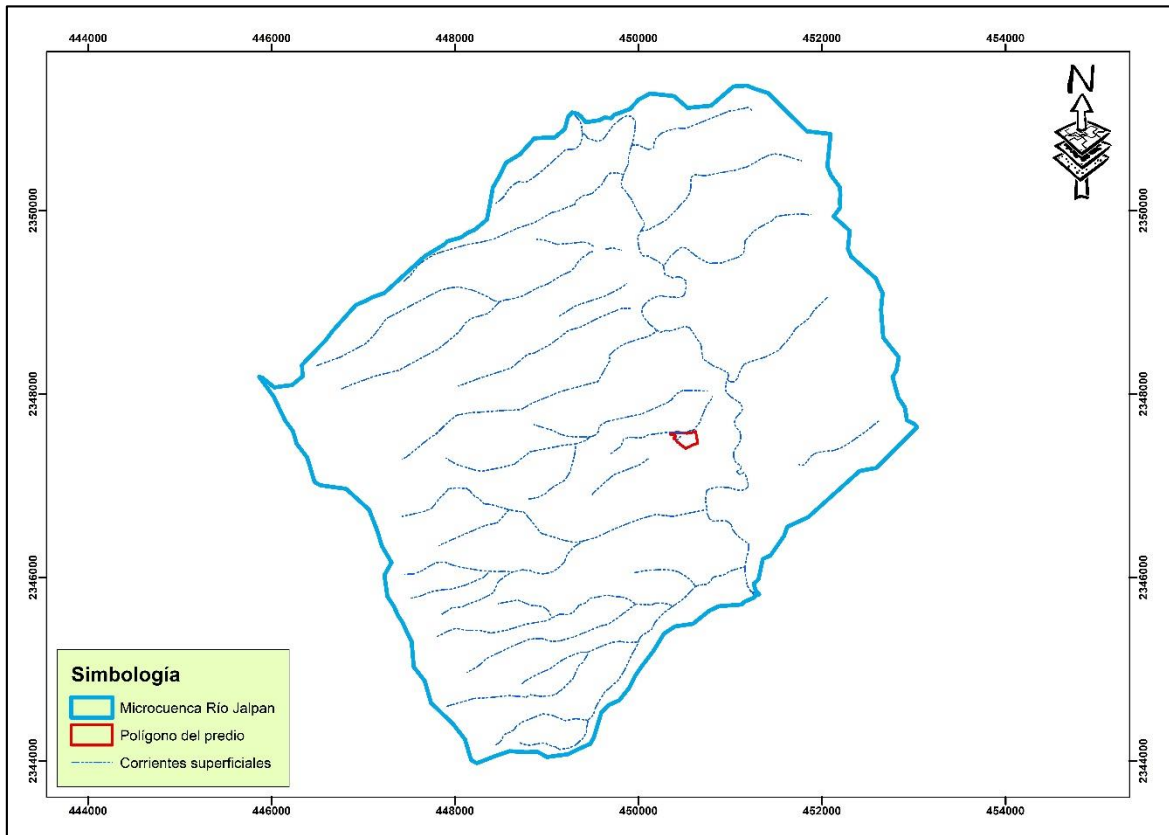 444000 446000 448000 450000 452000 454000
N
2350000 2350000
2348000 2348000
2346000 2346000
2344000 2344000
Simbología
Microcuenca Río Jalpan
Polígono del predio
Corrientes superficiales
444000 446000 448000 450000 452000 454000